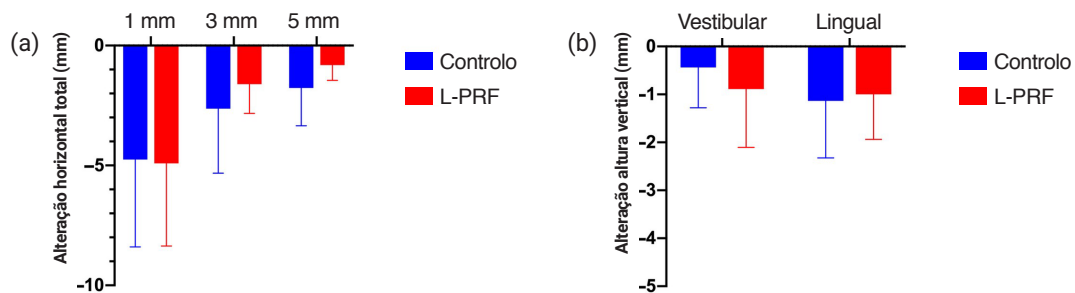 (a)
1 mm 3 mm 5 mm
Alteração horizontal total (mm)
0
−5
−10
Controlo
L-PRF
(b)
Vestibular Lingual
Alteração altura vertical (mm)
0
−1
−2
−3
−4
−5
Controlo
L-PRF